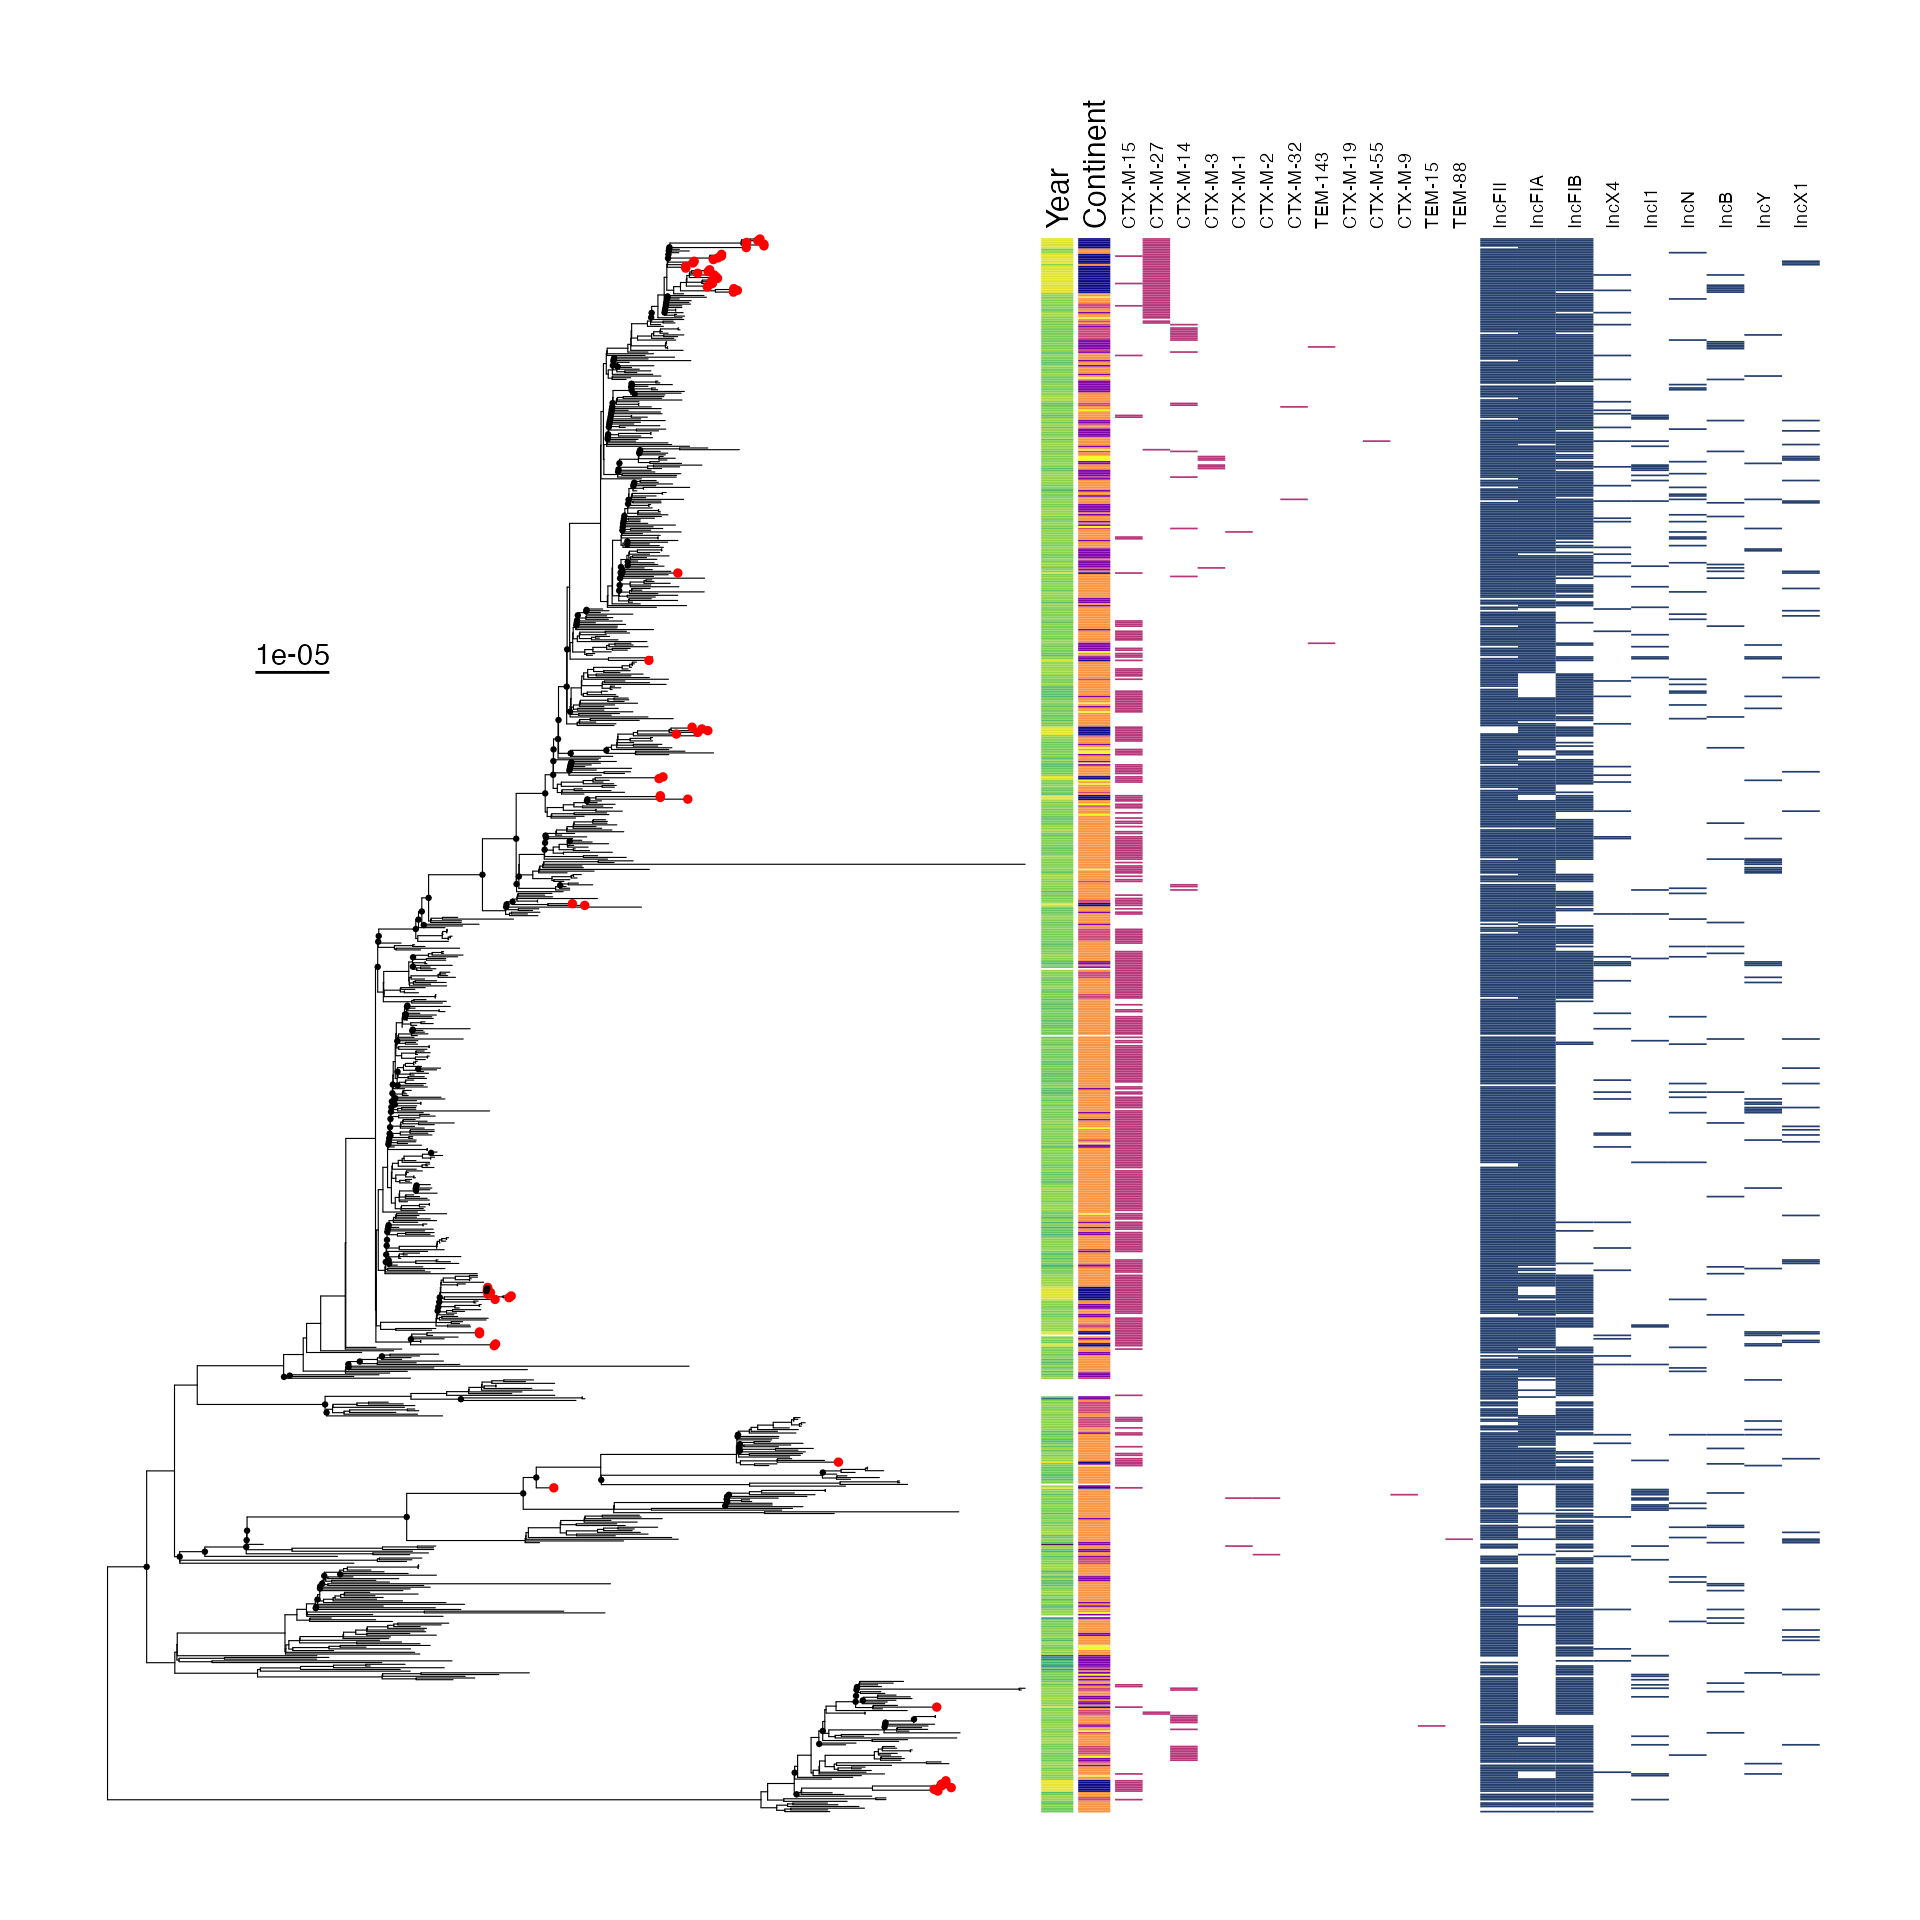 Year
Continent
CTX-M-15
CTX-M-27
CTX-M-14
CTX-M-3
CTX-M-1
CTX-M-2
CTX-M-32
TEM-143
CTX-M-19
CTX-M-55
CTX-M-9
TEM-15
TEM-88
IncFII
IncFIA
IncFIB
IncX4
IncI1
IncN
IncB
IncY
IncX1
1e-05